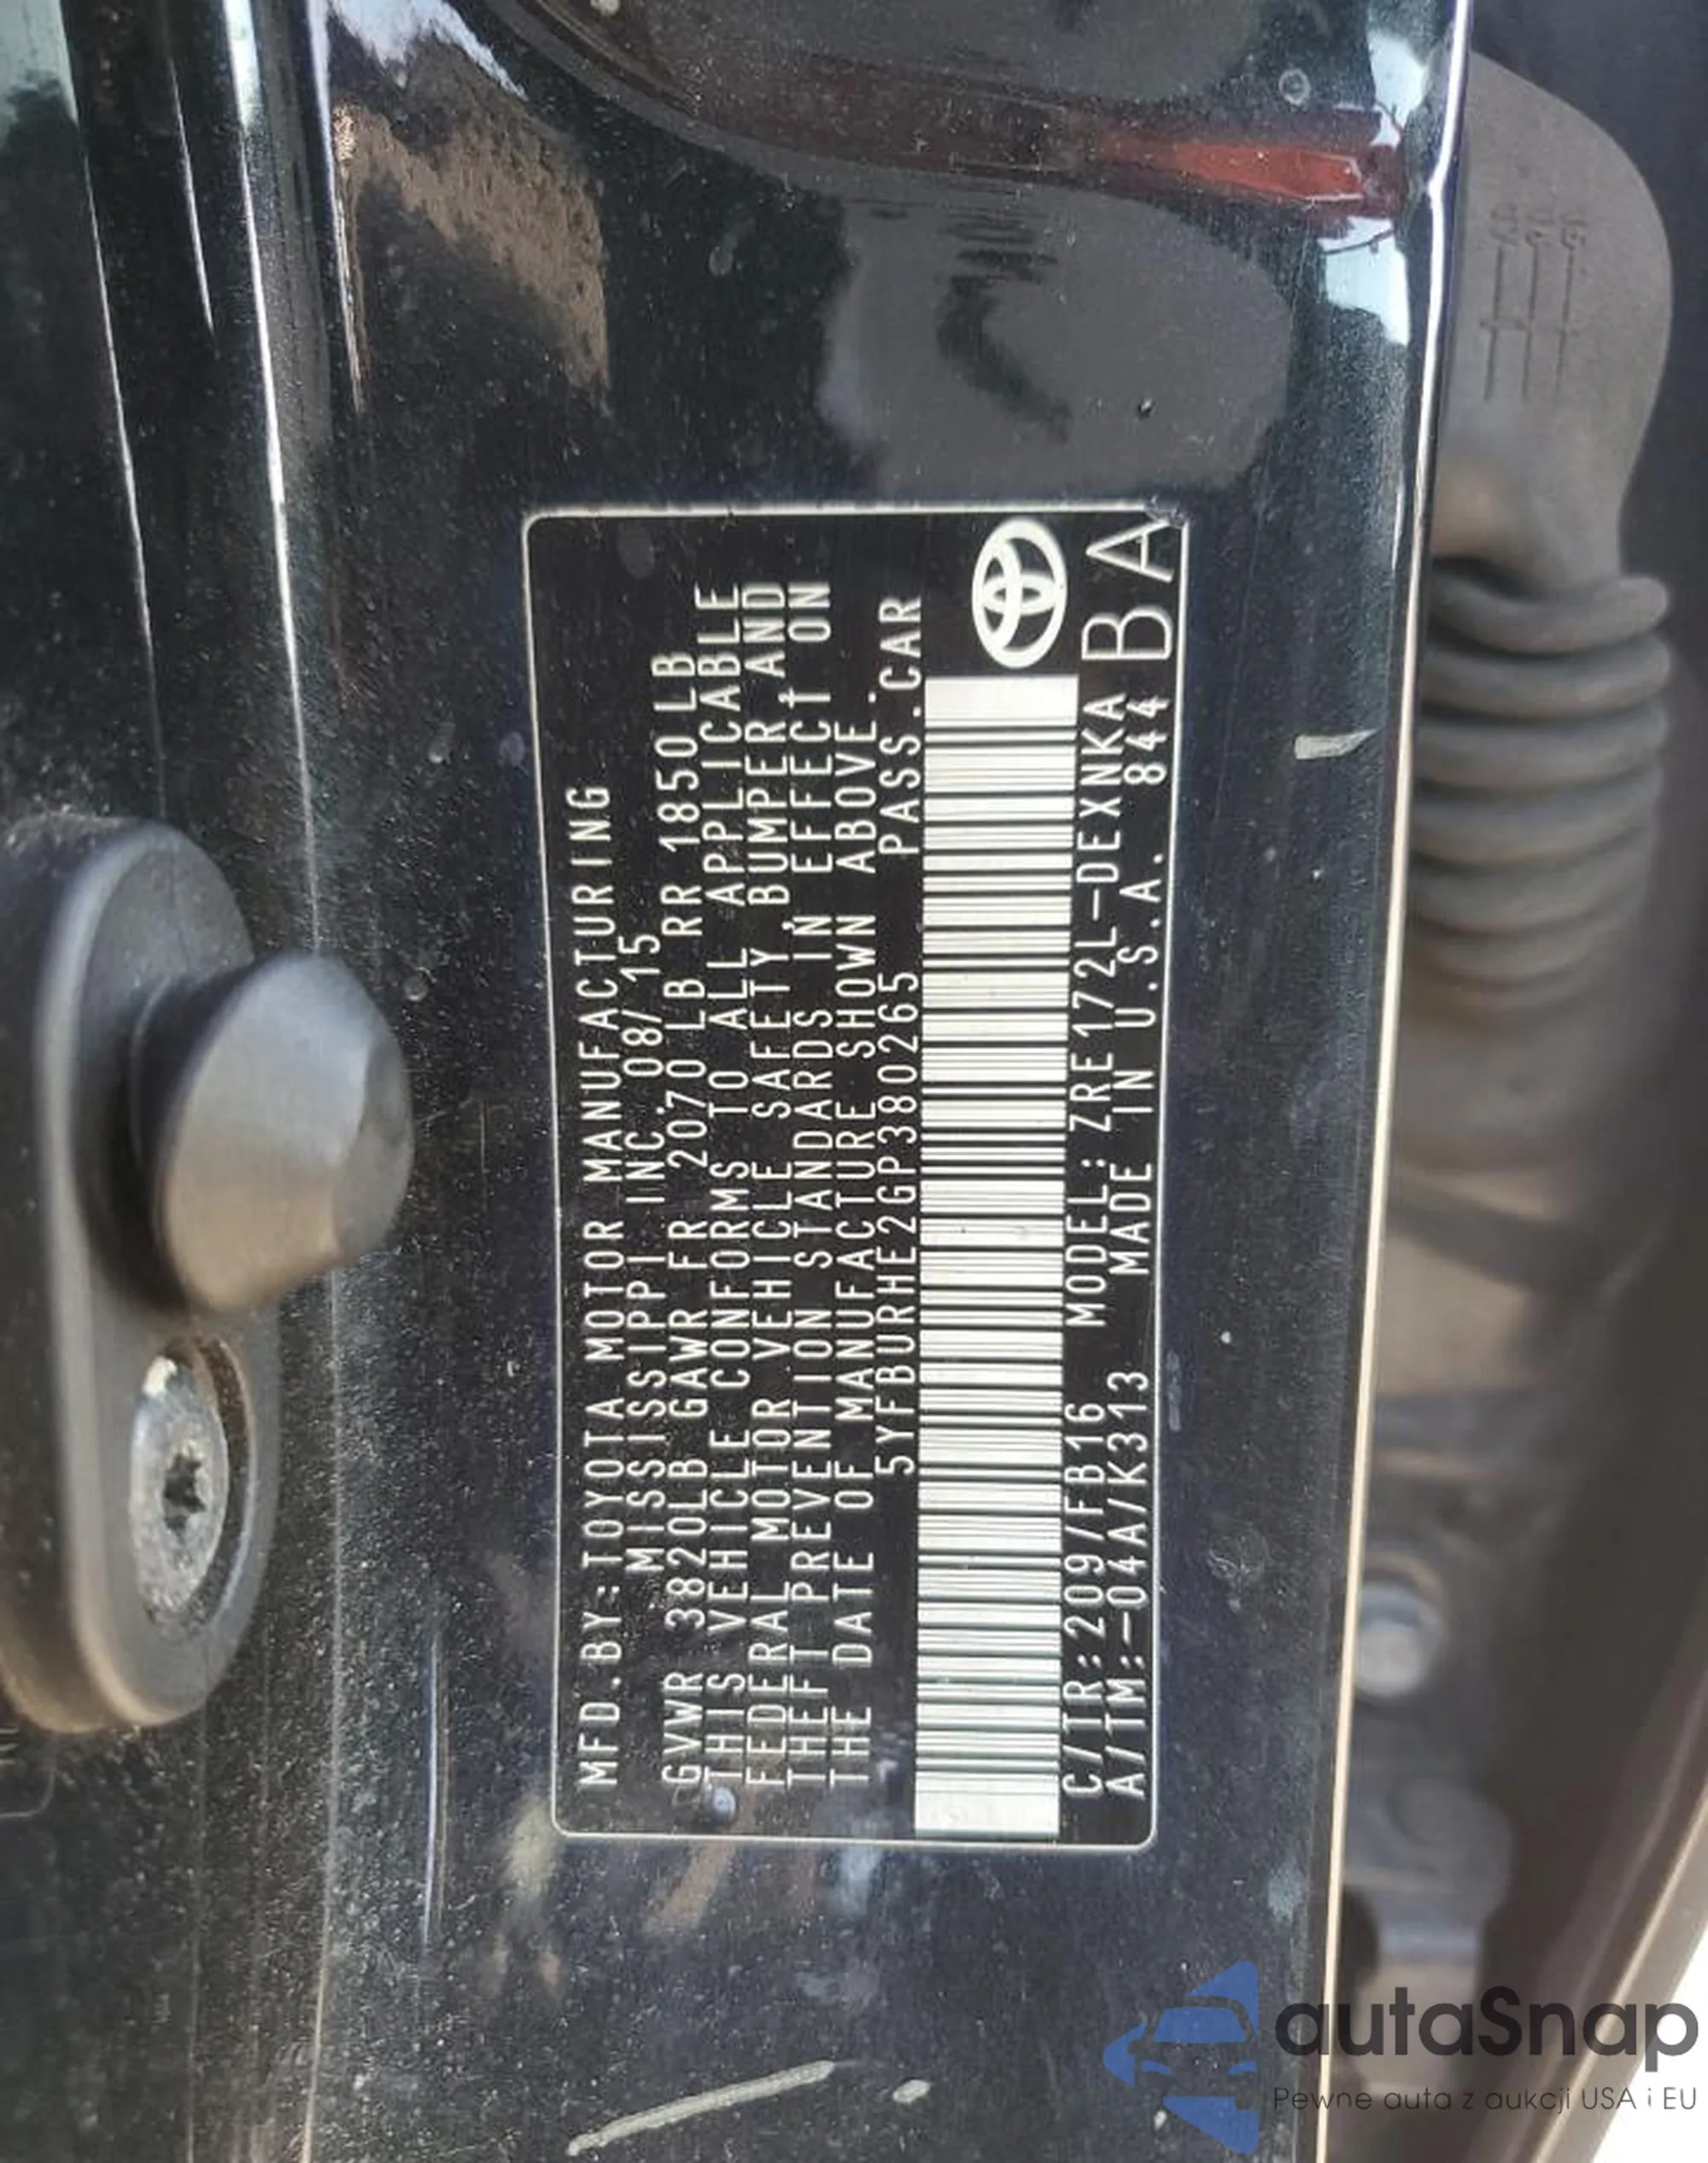 MFD.BY:TOYOTA MOTOR MANUFACTURING
MISSISSIPPI INC. 08/15
GVWR 3820LB GAWR FR 2070LB RR 1850LB
THIS VEHICLE CONFORMS TO ALL APPLICABLE
FEDERAL MOTOR VEHICLE SAFETY,BUMPER,AND
THEFT PREVENTION STANDARDS IN EFFECT ON
THE DATE OF MANUFACTURE SHOWN ABOVE.
5YFBURHE2GP380265 PASS.CAR
C/TR:209/FB16 MODEL:ZRE172L-DEXNKA
A/TM:-04A/K313 MADE IN U.S.A. 844
BA
autaSnap
Pewne auta z aukcji USA i EU